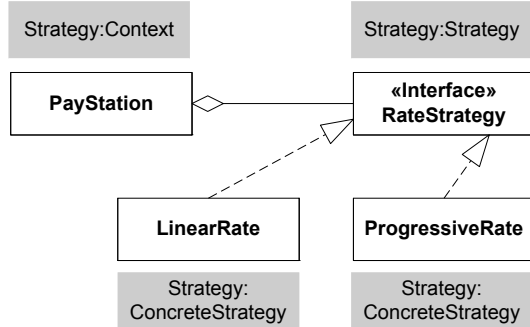 Strategy:Context
Strategy:Strategy
PayStation
«Interface»
RateStrategy
LinearRate
ProgressiveRate
Strategy:
ConcreteStrategy
Strategy:
ConcreteStrategy